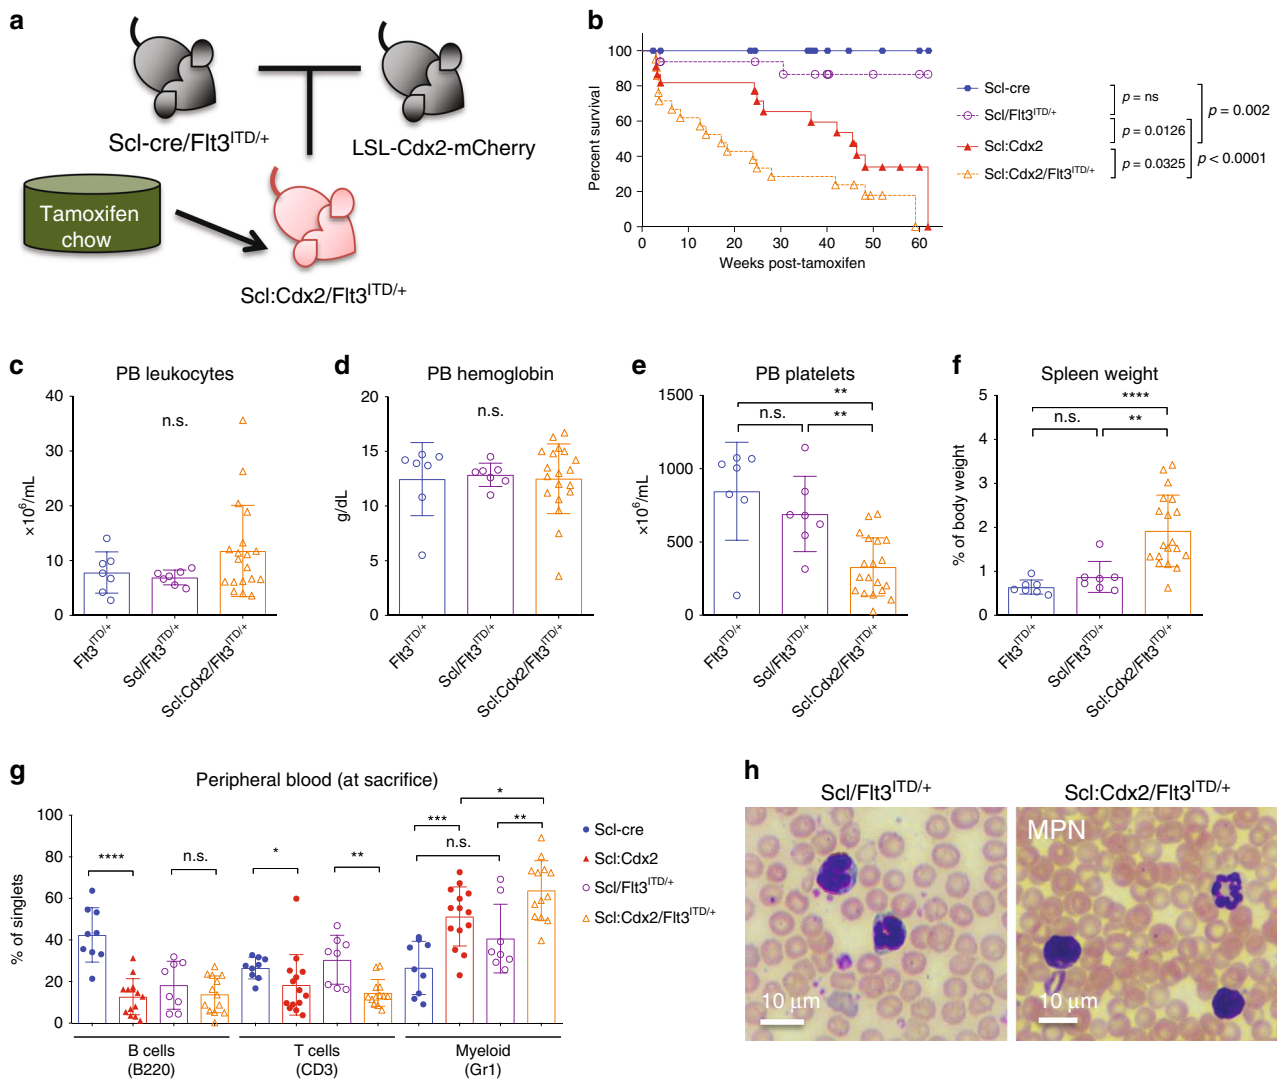 a
Scl-cre/Flt3ITD/+
LSL-Cdx2-mCherry
Tamoxifen
chow
Scl:Cdx2/Flt3ITD/+
b
Percent survival
100
80
60
40
20
0
0 10 20 30 40 50 60
Weeks post-tamoxifen
Scl-cre
Scl/Flt3ITD/+
Scl:Cdx2
Scl:Cdx2/Flt3ITD/+
p = ns
p = 0.0126
p = 0.0325
p = 0.002
p < 0.0001
c
PB leukocytes
n.s.
×10⁶/mL
40
30
20
10
0
Flt3ITD/+
Scl/Flt3ITD/+
Scl:Cdx2/Flt3ITD/+
d
PB hemoglobin
n.s.
g/dL
20
15
10
5
0
Flt3ITD/+
Scl/Flt3ITD/+
Scl:Cdx2/Flt3ITD/+
e
PB platelets
**
n.s.
**
×10⁶/mL
1500
1000
500
0
Flt3ITD/+
Scl/Flt3ITD/+
Scl:Cdx2/Flt3ITD/+
f
Spleen weight
****
n.s.
**
% of body weight
5
4
3
2
1
0
Flt3ITD/+
Scl/Flt3ITD/+
Scl:Cdx2/Flt3ITD/+
g
Peripheral blood (at sacrifice)
% of singlets
100
80
60
40
20
0
****
n.s.
*
**
***
n.s.
**
*
B cells
(B220)
T cells
(CD3)
Myeloid
(Gr1)
Scl-cre
Scl:Cdx2
Scl/Flt3ITD/+
Scl:Cdx2/Flt3ITD/+
h
Scl/Flt3ITD/+
10 μm
Scl:Cdx2/Flt3ITD/+
MPN
10 μm